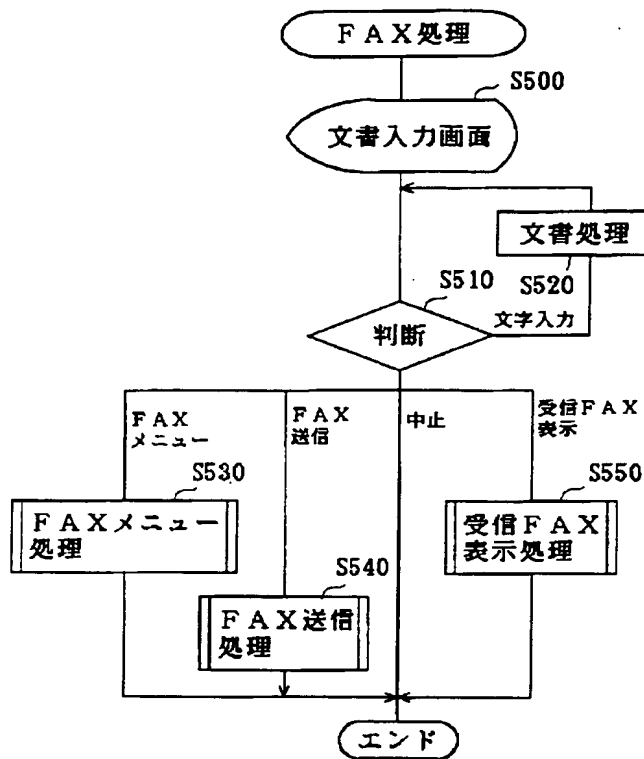 ＦＡＸ処理
S500
文書入力画面
文書処理
S520
S510
判断
文字入力
ＦＡＸ
メニュー
ＦＡＸ
送信
中止
受信ＦＡＸ
表示
S530
ＦＡＸメニュー
処理
S550
受信ＦＡＸ
表示処理
S540
ＦＡＸ送信
処理
エンド